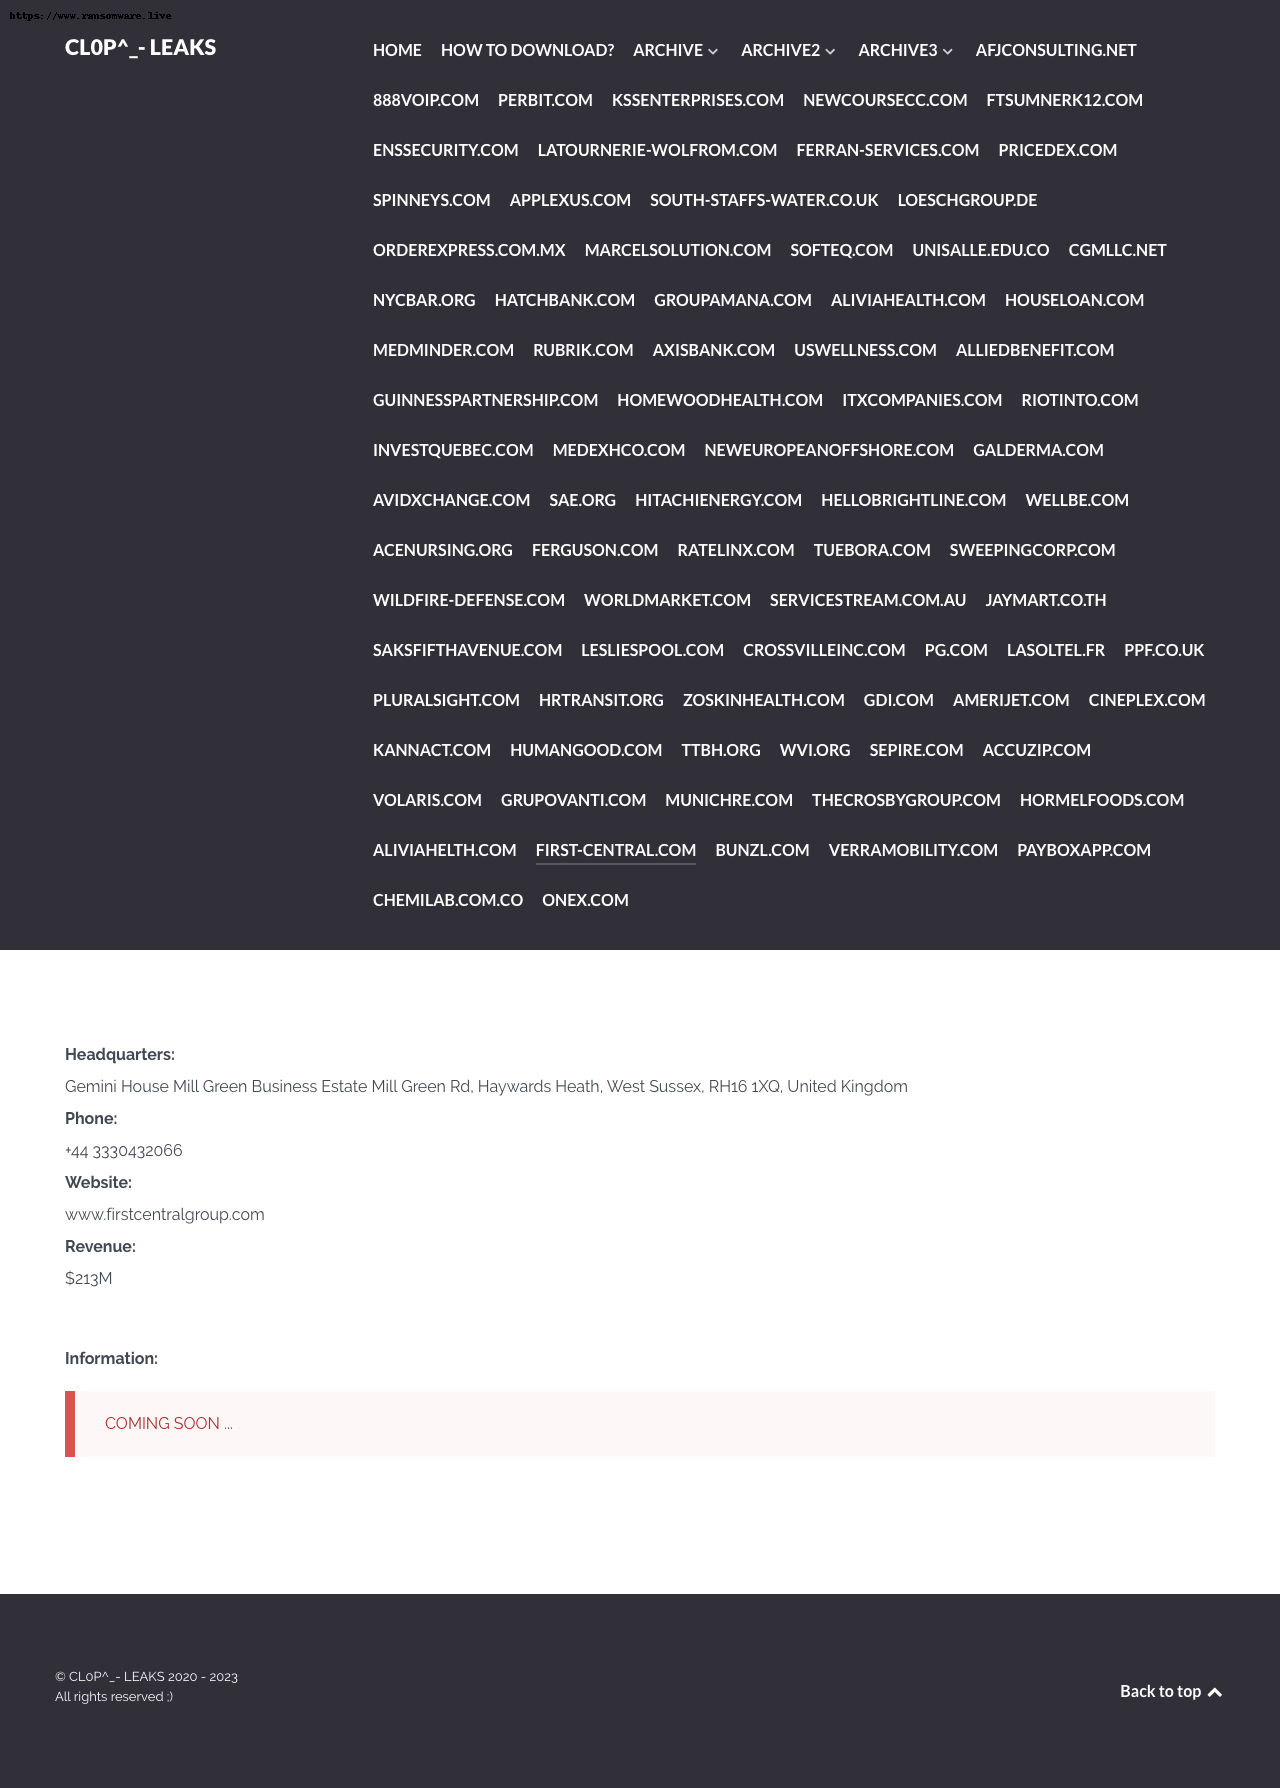 https://www.ransomware.live
CL0P^_- LEAKS
HOME HOW TO DOWNLOAD? ARCHIVE ARCHIVE2 ARCHIVE3 AFJCONSULTING.NET
888VOIP.COM PERBIT.COM KSSENTERPRISES.COM NEWCOURSECC.COM FTSUMNERK12.COM
ENSSECURITY.COM LATOURNERIE-WOLFROM.COM FERRAN-SERVICES.COM PRICEDEX.COM
SPINNEYS.COM APPLEXUS.COM SOUTH-STAFFS-WATER.CO.UK LOESCHGROUP.DE
ORDEREXPRESS.COM.MX MARCELSOLUTION.COM SOFTEQ.COM UNISALLE.EDU.CO CGMLLC.NET
NYCBAR.ORG HATCHBANK.COM GROUPAMANA.COM ALIVIAHEALTH.COM HOUSELOAN.COM
MEDMINDER.COM RUBRIK.COM AXISBANK.COM USWELLNESS.COM ALLIEDBENEFIT.COM
GUINNESSPARTNERSHIP.COM HOMEWOODHEALTH.COM ITXCOMPANIES.COM RIOTINTO.COM
INVESTQUEBEC.COM MEDEXHCO.COM NEWEUROPEANOFFSHORE.COM GALDERMA.COM
AVIDXCHANGE.COM SAE.ORG HITACHIENERGY.COM HELLOBRIGHTLINE.COM WELLBE.COM
ACENURSING.ORG FERGUSON.COM RATELINX.COM TUEBORA.COM SWEEPINGCORP.COM
WILDFIRE-DEFENSE.COM WORLDMARKET.COM SERVICESTREAM.COM.AU JAYMART.CO.TH
SAKSFIFTHAVENUE.COM LESLIESPOOL.COM CROSSVILLEINC.COM PG.COM LASOLTEL.FR PPF.CO.UK
PLURALSIGHT.COM HRTRANSIT.ORG ZOSKINHEALTH.COM GDI.COM AMERIJET.COM CINEPLEX.COM
KANNACT.COM HUMANGOOD.COM TTBH.ORG WVI.ORG SEPIRE.COM ACCUZIP.COM
VOLARIS.COM GRUPOVANTI.COM MUNICHRE.COM THECROSBYGROUP.COM HORMELFOODS.COM
ALIVIAHELTH.COM FIRST-CENTRAL.COM BUNZL.COM VERRAMOBILITY.COM PAYBOXAPP.COM
CHEMILAB.COM.CO ONEX.COM
Headquarters:
Gemini House Mill Green Business Estate Mill Green Rd, Haywards Heath, West Sussex, RH16 1XQ, United Kingdom
Phone:
+44 3330432066
Website:
www.firstcentralgroup.com
Revenue:
$213M
Information:
COMING SOON ...
© CL0P^_- LEAKS 2020 - 2023
All rights reserved ;)
Back to top